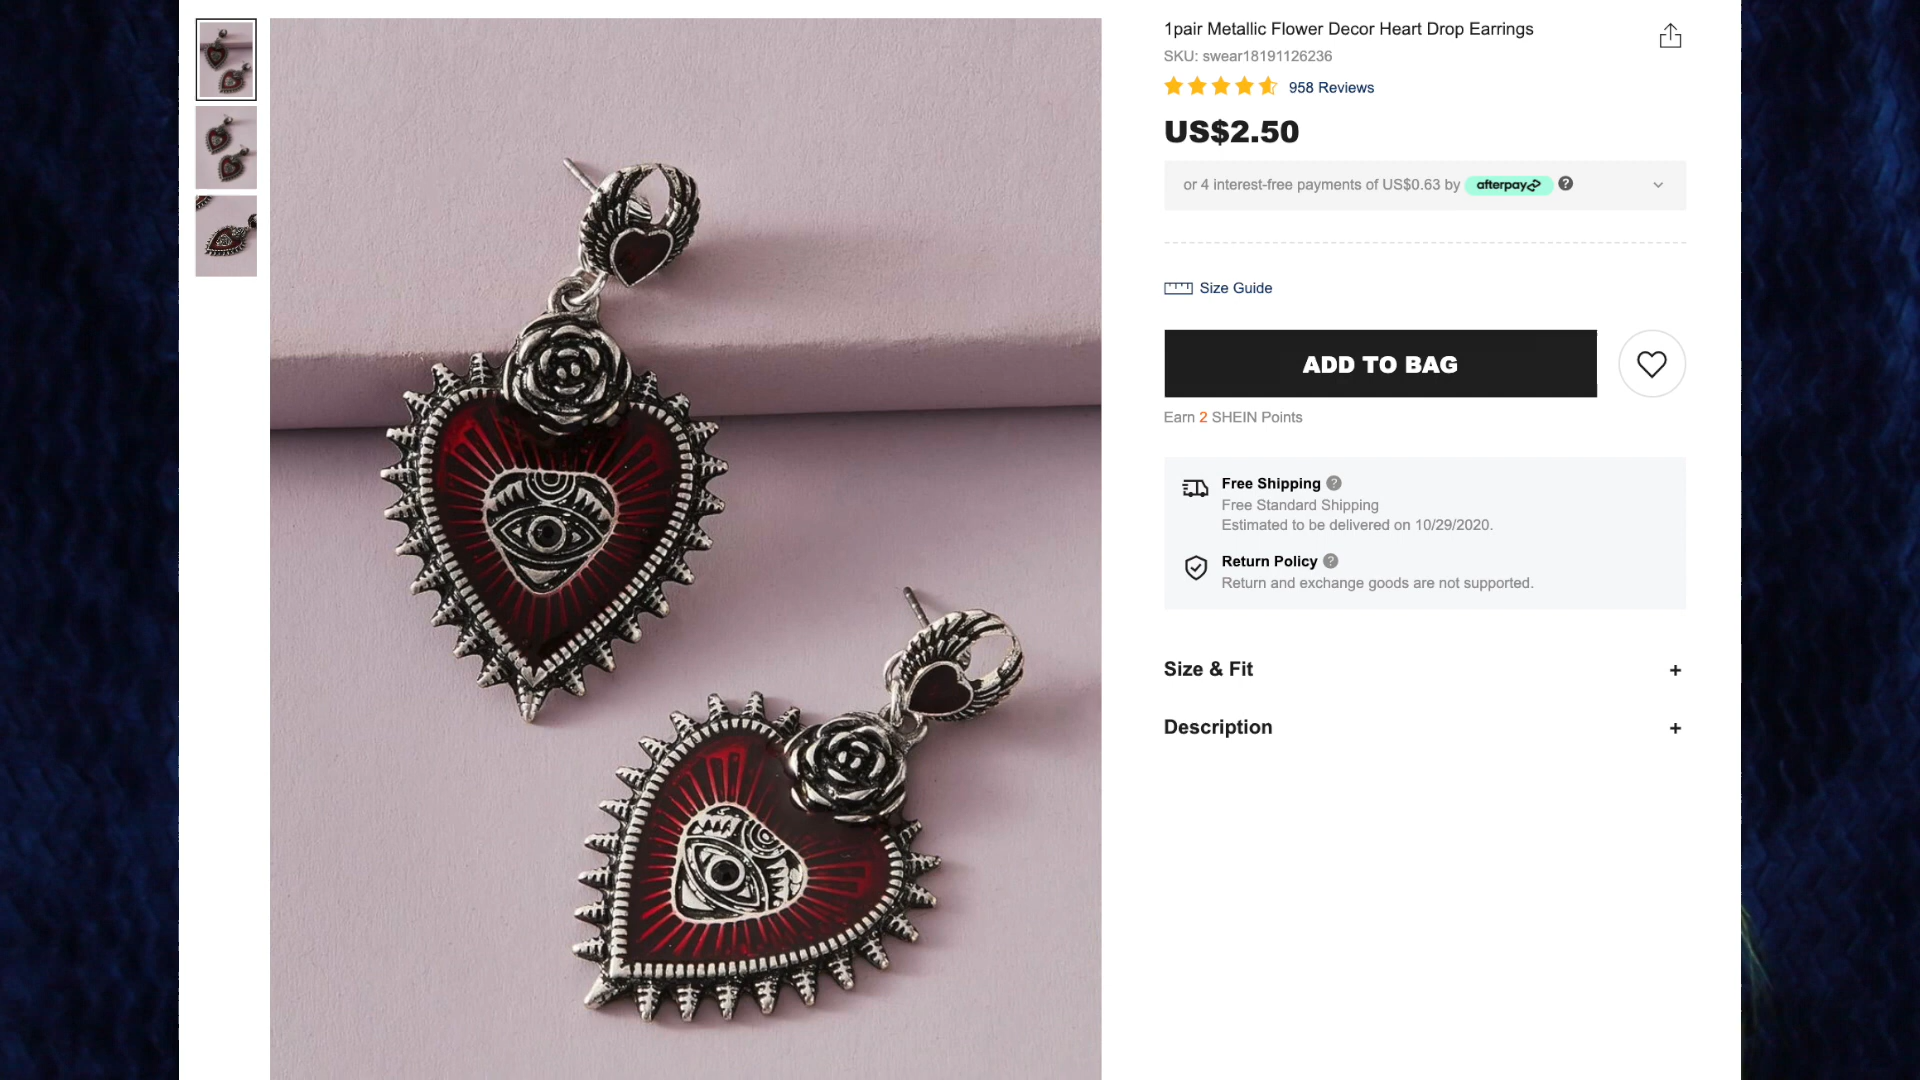 1pair Metallic Flower Decor Heart Drop Earrings
SKU: swear18191126236
958 Reviews
US$2.50
or 4 interest-free payments of US$0.63 by afterpay ?
Size Guide
ADD TO BAG
Earn 2 SHEIN Points
Free Shipping ?
Free Standard Shipping
Estimated to be delivered on 10/29/2020.
Return Policy ?
Return and exchange goods are not supported.
Size & Fit +
Description +